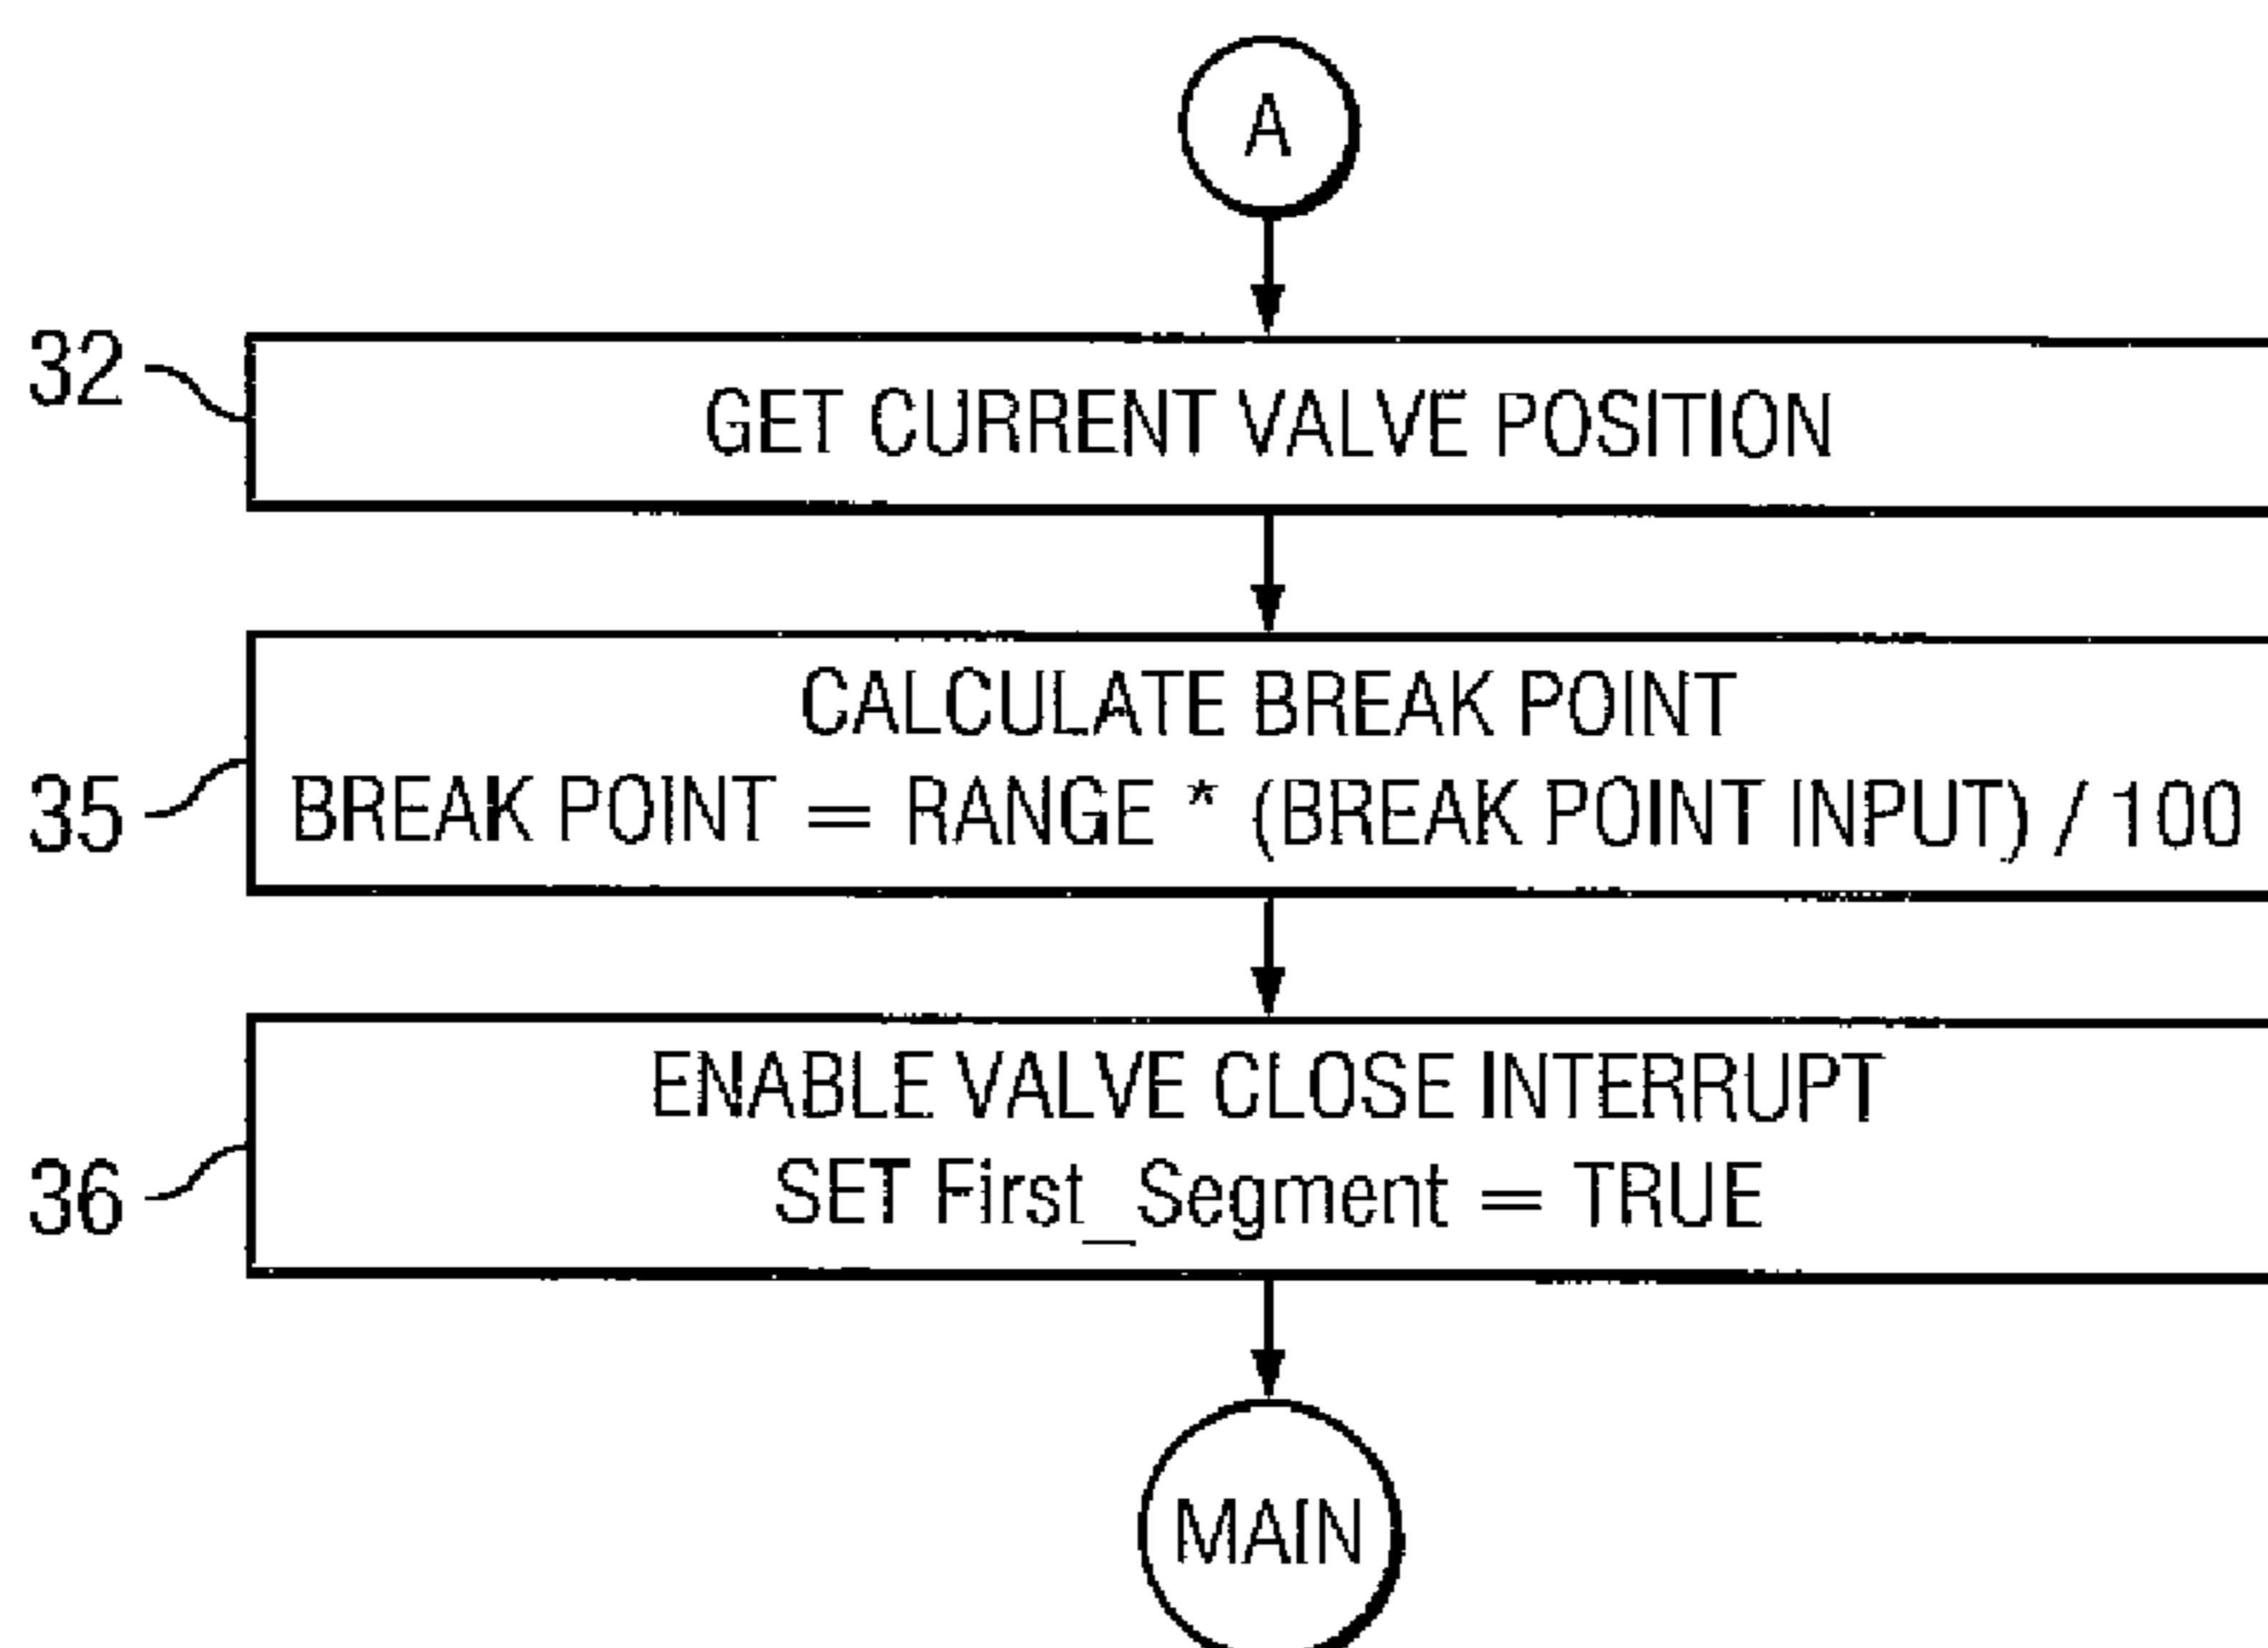 A
32
GET CURRENT VALVE POSITION
CALCULATE BREAK POINT
35
BREAK POINT = RANGE * (BREAK POINT INPUT) / 100
ENABLE VALVE CLOSE INTERRUPT
36
SET First_Segment = TRUE
MAIN